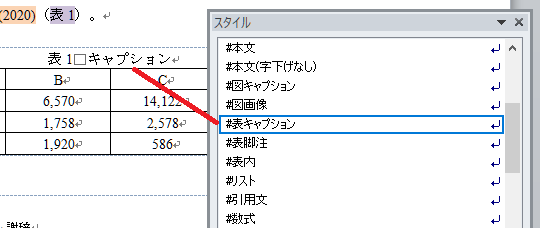 (2020)（表 1）。
表 1□キャプション
B C
6,570 14,122
1,758 2,578
1,920 586
スタイル
#本文
#本文(字下げなし)
#図キャプション
#図画像
#表キャプション
#表脚注
#表内
#リスト
#引用文
#数式